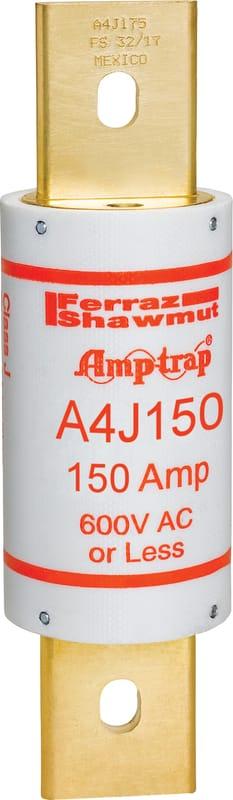 A4J175
FS 32/17
MEXICO
Ferraz
Shawmut
Class J
Amp-trap®
A4J150
150 Amp
600V AC
or Less